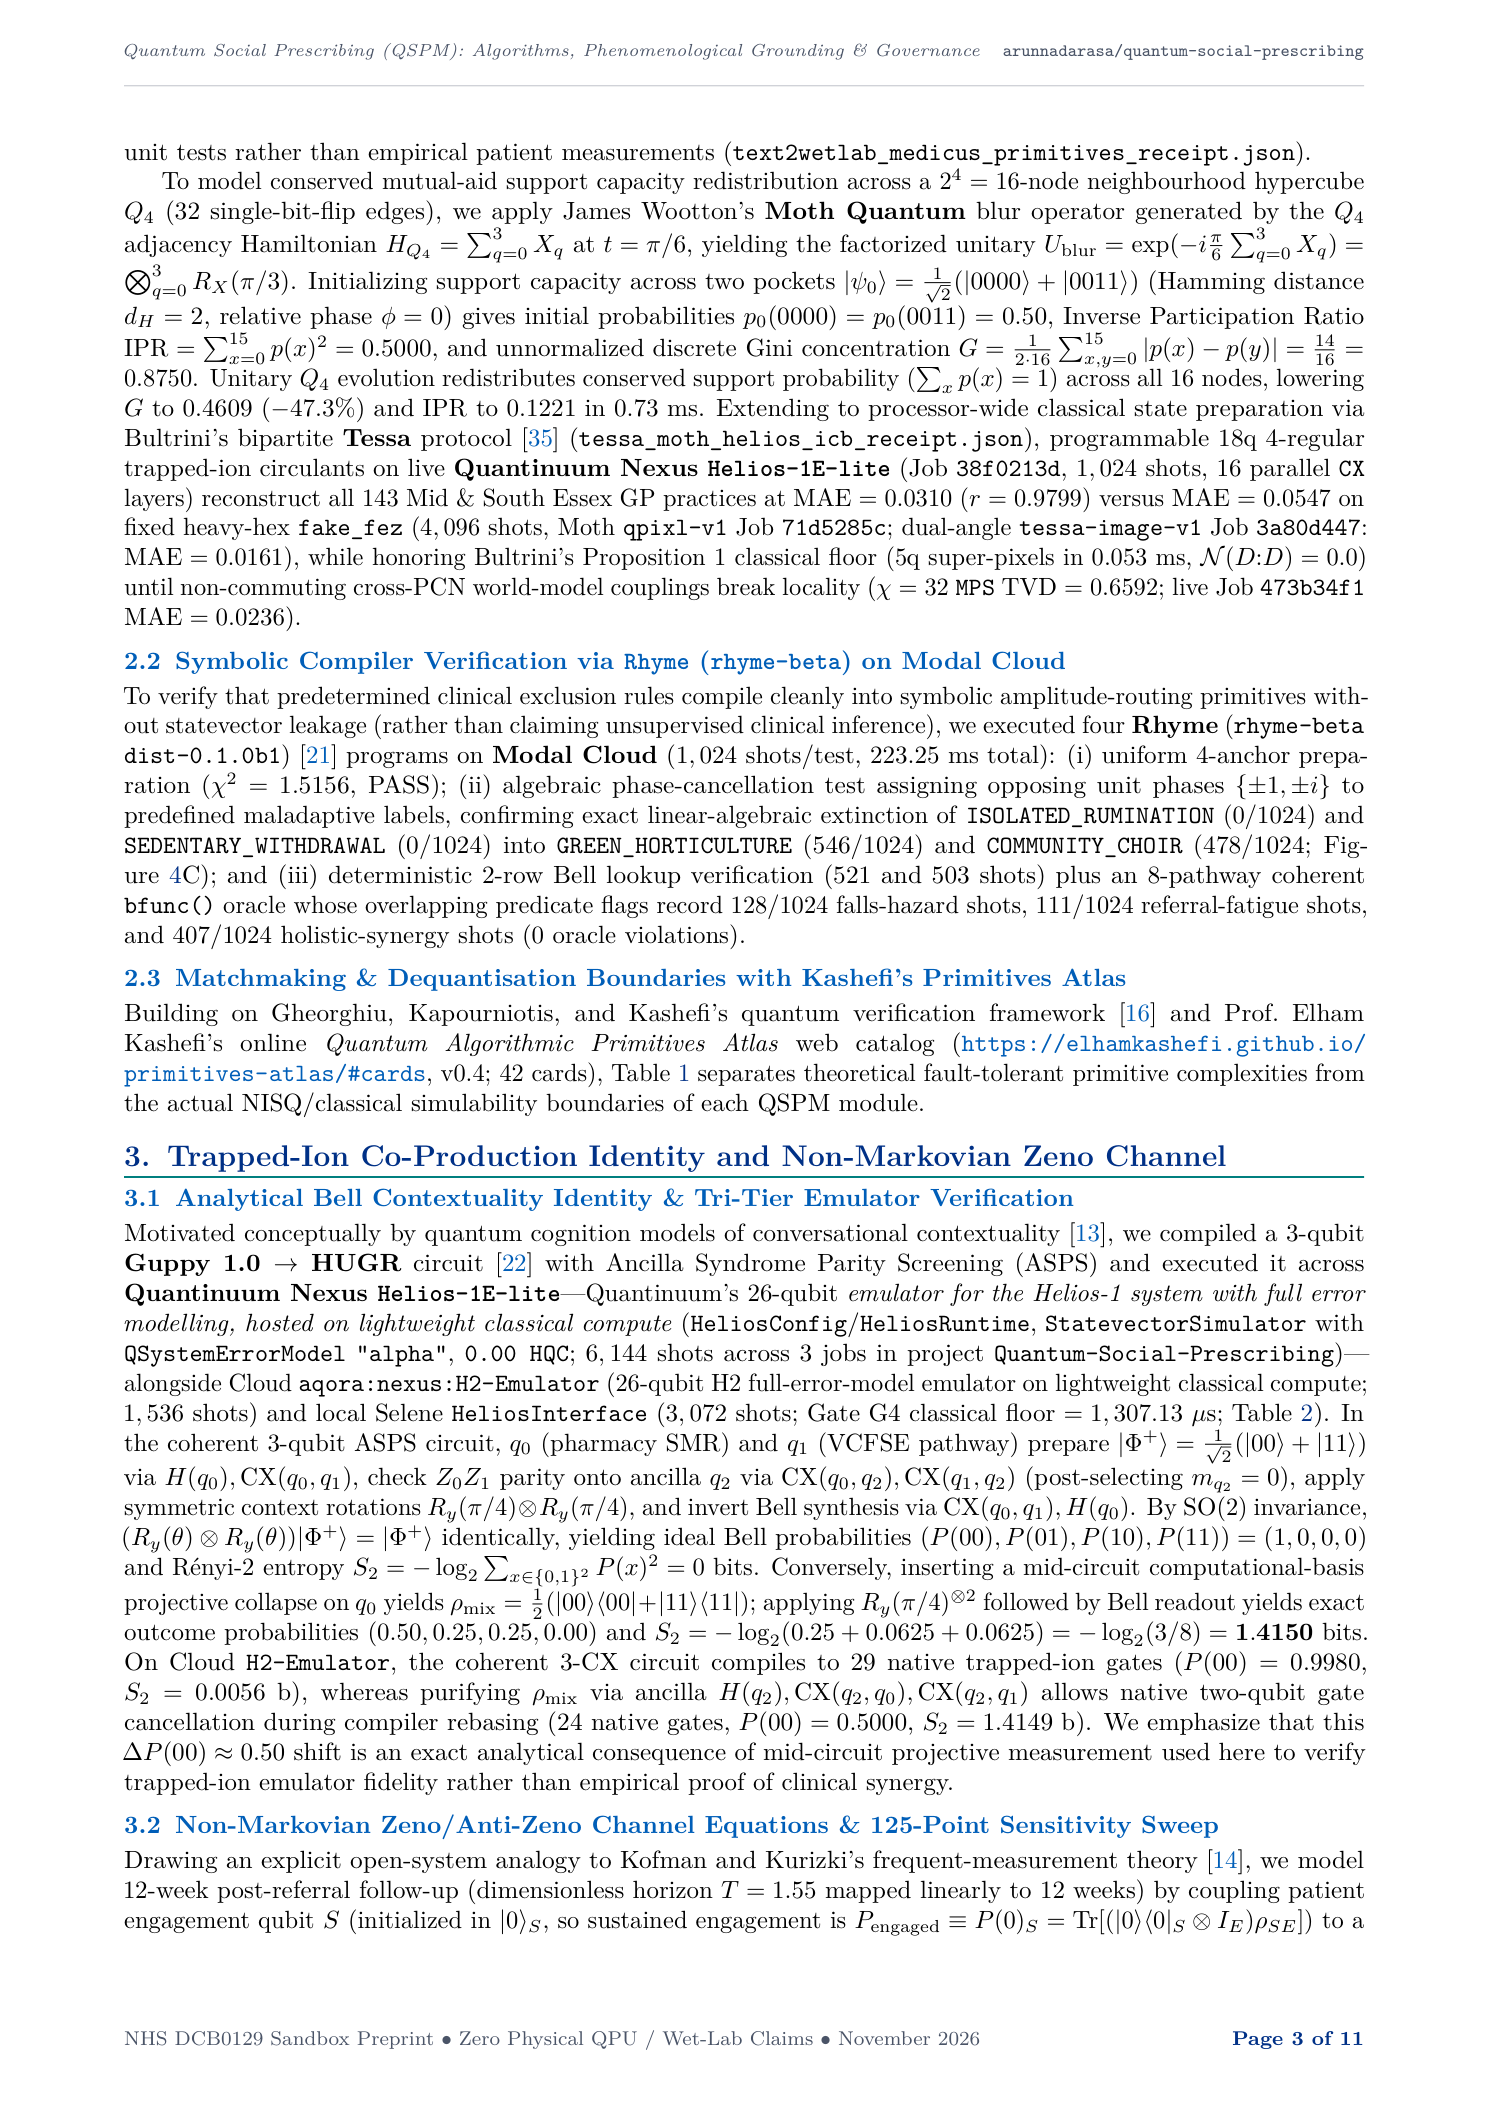 Quantum Social Prescribing (QSPM): Algorithms, Phenomenological Grounding & Governance arunnadarasa/quantum-social-prescribing
unit tests rather than empirical patient measurements (text2wetlab_medicus_primitives_receipt.json).
To model conserved mutual-aid support capacity redistribution across a 2⁴ = 16-node neighbourhood hypercube
Q₄ (32 single-bit-flip edges), we apply James Wootton's Moth Quantum blur operator generated by the Q₄
adjacency Hamiltonian H_{Q₄} = ∑³_{q=0} X_q at t = π/6, yielding the factorized unitary U_blur = exp(−i π/6 ∑³_{q=0} X_q) =
⊗³_{q=0} R_X(π/3). Initializing support capacity across two pockets |ψ₀⟩ = 1/√2(|0000⟩ + |0011⟩) (Hamming distance
d_H = 2, relative phase ϕ = 0) gives initial probabilities p₀(0000) = p₀(0011) = 0.50, Inverse Participation Ratio
IPR = ∑¹⁵_{x=0} p(x)² = 0.5000, and unnormalized discrete Gini concentration G = 1/(2·16) ∑¹⁵_{x,y=0} |p(x) − p(y)| = 14/16 =
0.8750. Unitary Q₄ evolution redistributes conserved support probability (∑_x p(x) = 1) across all 16 nodes, lowering
G to 0.4609 (−47.3%) and IPR to 0.1221 in 0.73 ms. Extending to processor-wide classical state preparation via
Bultrini's bipartite Tessa protocol [35] (tessa_moth_helios_icb_receipt.json), programmable 18q 4-regular
trapped-ion circulants on live Quantinuum Nexus Helios-1E-lite (Job 38f0213d, 1,024 shots, 16 parallel CX
layers) reconstruct all 143 Mid & South Essex GP practices at MAE = 0.0310 (r = 0.9799) versus MAE = 0.0547 on
fixed heavy-hex fake_fez (4,096 shots, Moth qpixl-v1 Job 71d5285c; dual-angle tessa-image-v1 Job 3a80d447:
MAE = 0.0161), while honoring Bultrini's Proposition 1 classical floor (5q super-pixels in 0.053 ms, 𝒩(D:D) = 0.0)
until non-commuting cross-PCN world-model couplings break locality (χ = 32 MPS TVD = 0.6592; live Job 473b34f1
MAE = 0.0236).
2.2 Symbolic Compiler Verification via Rhyme (rhyme-beta) on Modal Cloud
To verify that predetermined clinical exclusion rules compile cleanly into symbolic amplitude-routing primitives with-
out statevector leakage (rather than claiming unsupervised clinical inference), we executed four Rhyme (rhyme-beta
dist-0.1.0b1) [21] programs on Modal Cloud (1,024 shots/test, 223.25 ms total): (i) uniform 4-anchor prepa-
ration (χ² = 1.5156, PASS); (ii) algebraic phase-cancellation test assigning opposing unit phases {±1, ±i} to
predefined maladaptive labels, confirming exact linear-algebraic extinction of ISOLATED_RUMINATION (0/1024) and
SEDENTARY_WITHDRAWAL (0/1024) into GREEN_HORTICULTURE (546/1024) and COMMUNITY_CHOIR (478/1024; Fig-
ure 4C); and (iii) deterministic 2-row Bell lookup verification (521 and 503 shots) plus an 8-pathway coherent
bfunc() oracle whose overlapping predicate flags record 128/1024 falls-hazard shots, 111/1024 referral-fatigue shots,
and 407/1024 holistic-synergy shots (0 oracle violations).
2.3 Matchmaking & Dequantisation Boundaries with Kashefi's Primitives Atlas
Building on Gheorghiu, Kapourniotis, and Kashefi's quantum verification framework [16] and Prof. Elham
Kashefi's online Quantum Algorithmic Primitives Atlas web catalog (https://elhamkashefi.github.io/
primitives-atlas/#cards, v0.4; 42 cards), Table 1 separates theoretical fault-tolerant primitive complexities from
the actual NISQ/classical simulability boundaries of each QSPM module.
3. Trapped-Ion Co-Production Identity and Non-Markovian Zeno Channel
3.1 Analytical Bell Contextuality Identity & Tri-Tier Emulator Verification
Motivated conceptually by quantum cognition models of conversational contextuality [13], we compiled a 3-qubit
Guppy 1.0 → HUGR circuit [22] with Ancilla Syndrome Parity Screening (ASPS) and executed it across
Quantinuum Nexus Helios-1E-lite—Quantinuum's 26-qubit emulator for the Helios-1 system with full error
modelling, hosted on lightweight classical compute (HeliosConfig/HeliosRuntime, StatevectorSimulator with
QSystemErrorModel "alpha", 0.00 HQC; 6,144 shots across 3 jobs in project Quantum-Social-Prescribing)—
alongside Cloud aqora:nexus:H2-Emulator (26-qubit H2 full-error-model emulator on lightweight classical compute;
1,536 shots) and local Selene HeliosInterface (3,072 shots; Gate G4 classical floor = 1,307.13 μs; Table 2). In
the coherent 3-qubit ASPS circuit, q₀ (pharmacy SMR) and q₁ (VCFSE pathway) prepare |Φ⁺⟩ = 1/√2(|00⟩ + |11⟩)
via H(q₀), CX(q₀, q₁), check Z₀Z₁ parity onto ancilla q₂ via CX(q₀, q₂), CX(q₁, q₂) (post-selecting m_{q₂} = 0), apply
symmetric context rotations R_y(π/4)⊗R_y(π/4), and invert Bell synthesis via CX(q₀, q₁), H(q₀). By SO(2) invariance,
(R_y(θ) ⊗ R_y(θ))|Φ⁺⟩ = |Φ⁺⟩ identically, yielding ideal Bell probabilities (P(00), P(01), P(10), P(11)) = (1, 0, 0, 0)
and Rényi-2 entropy S₂ = − log₂ ∑_{x∈{0,1}²} P(x)² = 0 bits. Conversely, inserting a mid-circuit computational-basis
projective collapse on q₀ yields ρ_mix = ½(|00⟩⟨00|+|11⟩⟨11|); applying R_y(π/4)^{⊗2} followed by Bell readout yields exact
outcome probabilities (0.50, 0.25, 0.25, 0.00) and S₂ = − log₂(0.25 + 0.0625 + 0.0625) = − log₂(3/8) = 1.4150 bits.
On Cloud H2-Emulator, the coherent 3-CX circuit compiles to 29 native trapped-ion gates (P(00) = 0.9980,
S₂ = 0.0056 b), whereas purifying ρ_mix via ancilla H(q₂), CX(q₂, q₀), CX(q₂, q₁) allows native two-qubit gate
cancellation during compiler rebasing (24 native gates, P(00) = 0.5000, S₂ = 1.4149 b). We emphasize that this
ΔP(00) ≈ 0.50 shift is an exact analytical consequence of mid-circuit projective measurement used here to verify
trapped-ion emulator fidelity rather than empirical proof of clinical synergy.
3.2 Non-Markovian Zeno/Anti-Zeno Channel Equations & 125-Point Sensitivity Sweep
Drawing an explicit open-system analogy to Kofman and Kurizki's frequent-measurement theory [14], we model
12-week post-referral follow-up (dimensionless horizon T = 1.55 mapped linearly to 12 weeks) by coupling patient
engagement qubit S (initialized in |0⟩_S, so sustained engagement is P_engaged ≡ P(0)_S = Tr[(|0⟩⟨0|_S ⊗ I_E)ρ_{SE}]) to a
NHS DCB0129 Sandbox Preprint • Zero Physical QPU / Wet-Lab Claims • November 2026 Page 3 of 11